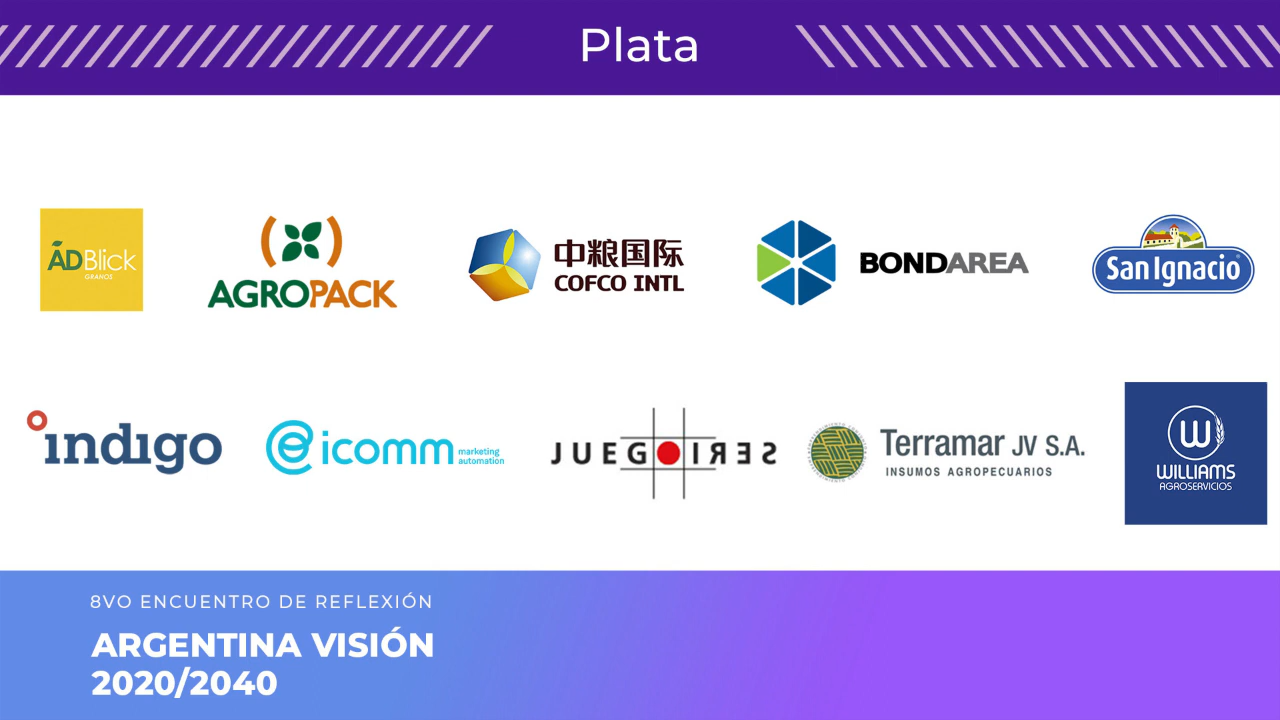 Plata
ADBlick
GRANOS
AGROPACK
中粮国际
COFCO INTL
BONDAREA
San Ignacio®
indigo
icomm
marketing
automation
JUEGOIRES
Terramar JV S.A.
INSUMOS AGROPECUARIOS
W
WILLIAMS
AGROSERVICIOS
8VO ENCUENTRO DE REFLEXIÓN
ARGENTINA VISIÓN
2020/2040